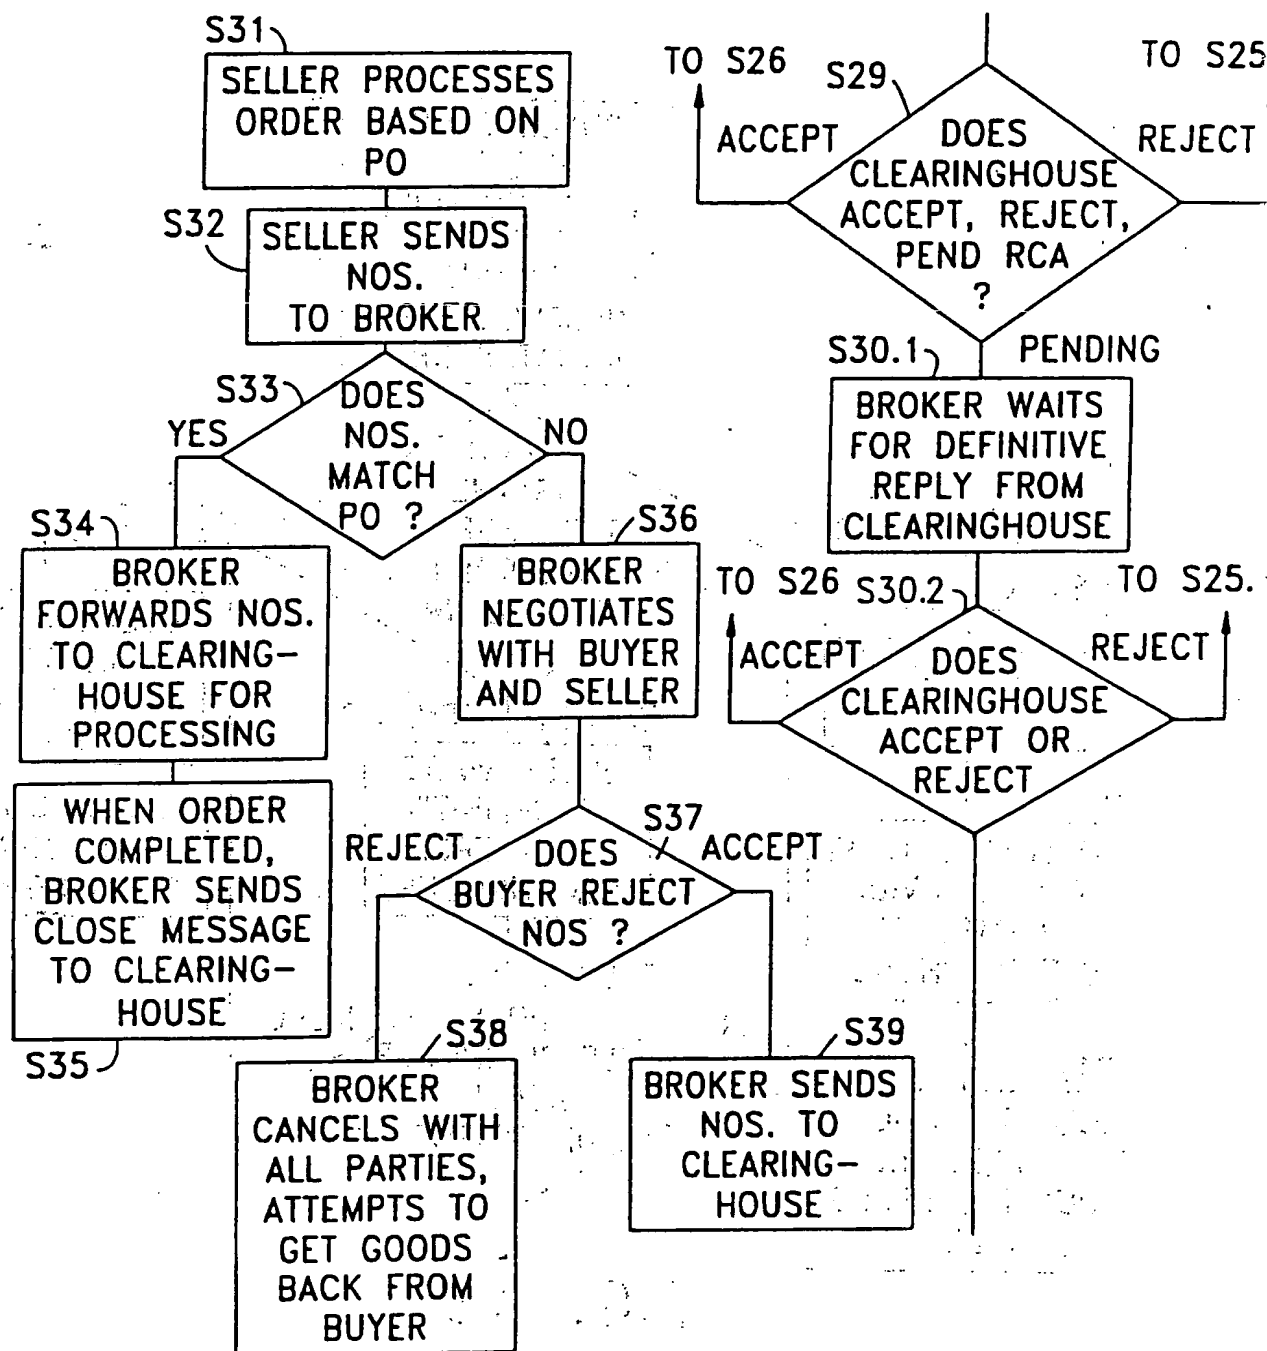 S31
SELLER PROCESSES
ORDER BASED ON
PO
S32
SELLER SENDS
NOS.
TO BROKER
S33
DOES
NOS.
MATCH
PO ?
YES
NO
S34
BROKER
FORWARDS NOS.
TO CLEARING-
HOUSE FOR
PROCESSING
WHEN ORDER
COMPLETED,
BROKER SENDS
CLOSE MESSAGE
TO CLEARING-
HOUSE
S35
S36
BROKER
NEGOTIATES
WITH BUYER
AND SELLER
S37
REJECT
DOES
BUYER REJECT
NOS ?
ACCEPT
S38
BROKER
CANCELS WITH
ALL PARTIES,
ATTEMPTS TO
GET GOODS
BACK FROM
BUYER
S39
BROKER SENDS
NOS. TO
CLEARING-
HOUSE
TO S26
S29
TO S25
ACCEPT
DOES
CLEARINGHOUSE
ACCEPT, REJECT,
PEND RCA
?
REJECT
S30.1
PENDING
BROKER WAITS
FOR DEFINITIVE
REPLY FROM
CLEARINGHOUSE
TO S26
S30.2
TO S25.
ACCEPT
DOES
CLEARINGHOUSE
ACCEPT OR
REJECT
REJECT